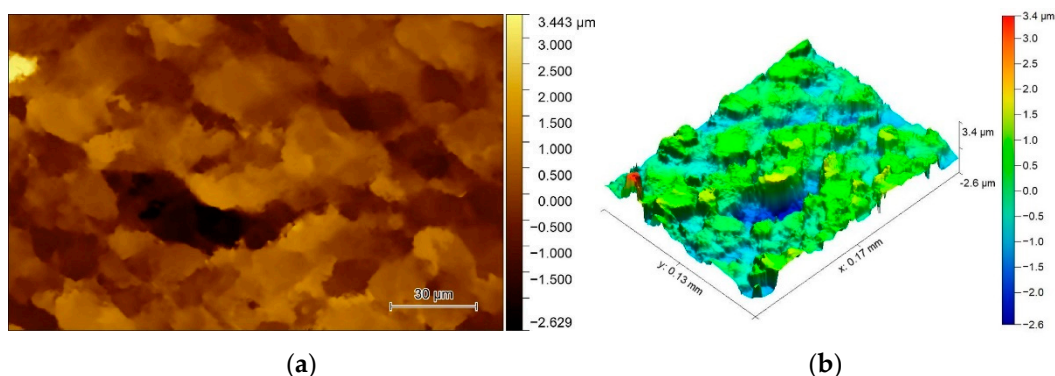 3.443 µm
3.000
2.500
2.000
1.500
1.000
0.500
0.000
−0.500
−1.000
−1.500
−2.629
30 µm
(a)
3.4 µm
3.0
2.5
2.0
1.5
1.0
0.5
0.0
−0.5
−1.0
−1.5
−2.6
3.4 µm
−2.6 µm
x: 0.17 mm
y: 0.13 mm
(b)